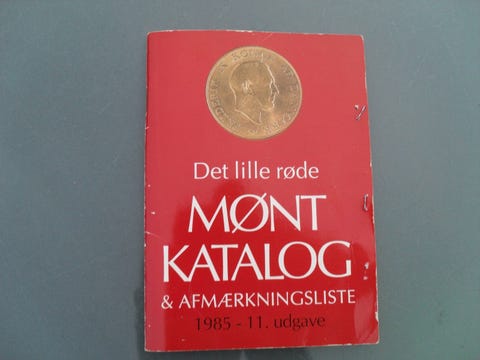 Det lille røde
MØNT
KATALOG
& AFMÆRKNINGSLISTE
1985 - 11. udgave